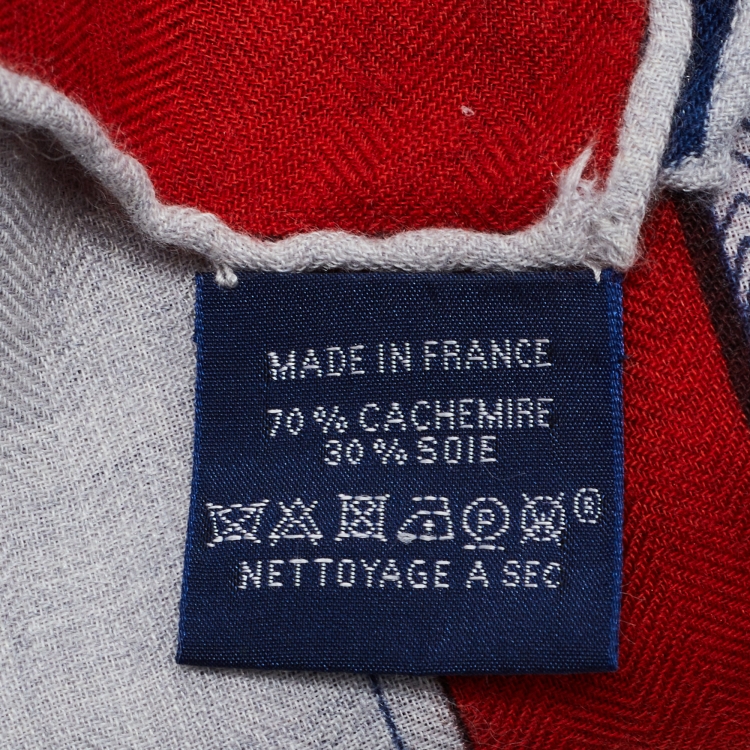 MADE IN FRANCE
70 % CACHEMIRE
30 % SOIE
P W ®
NETTOYAGE A SEC